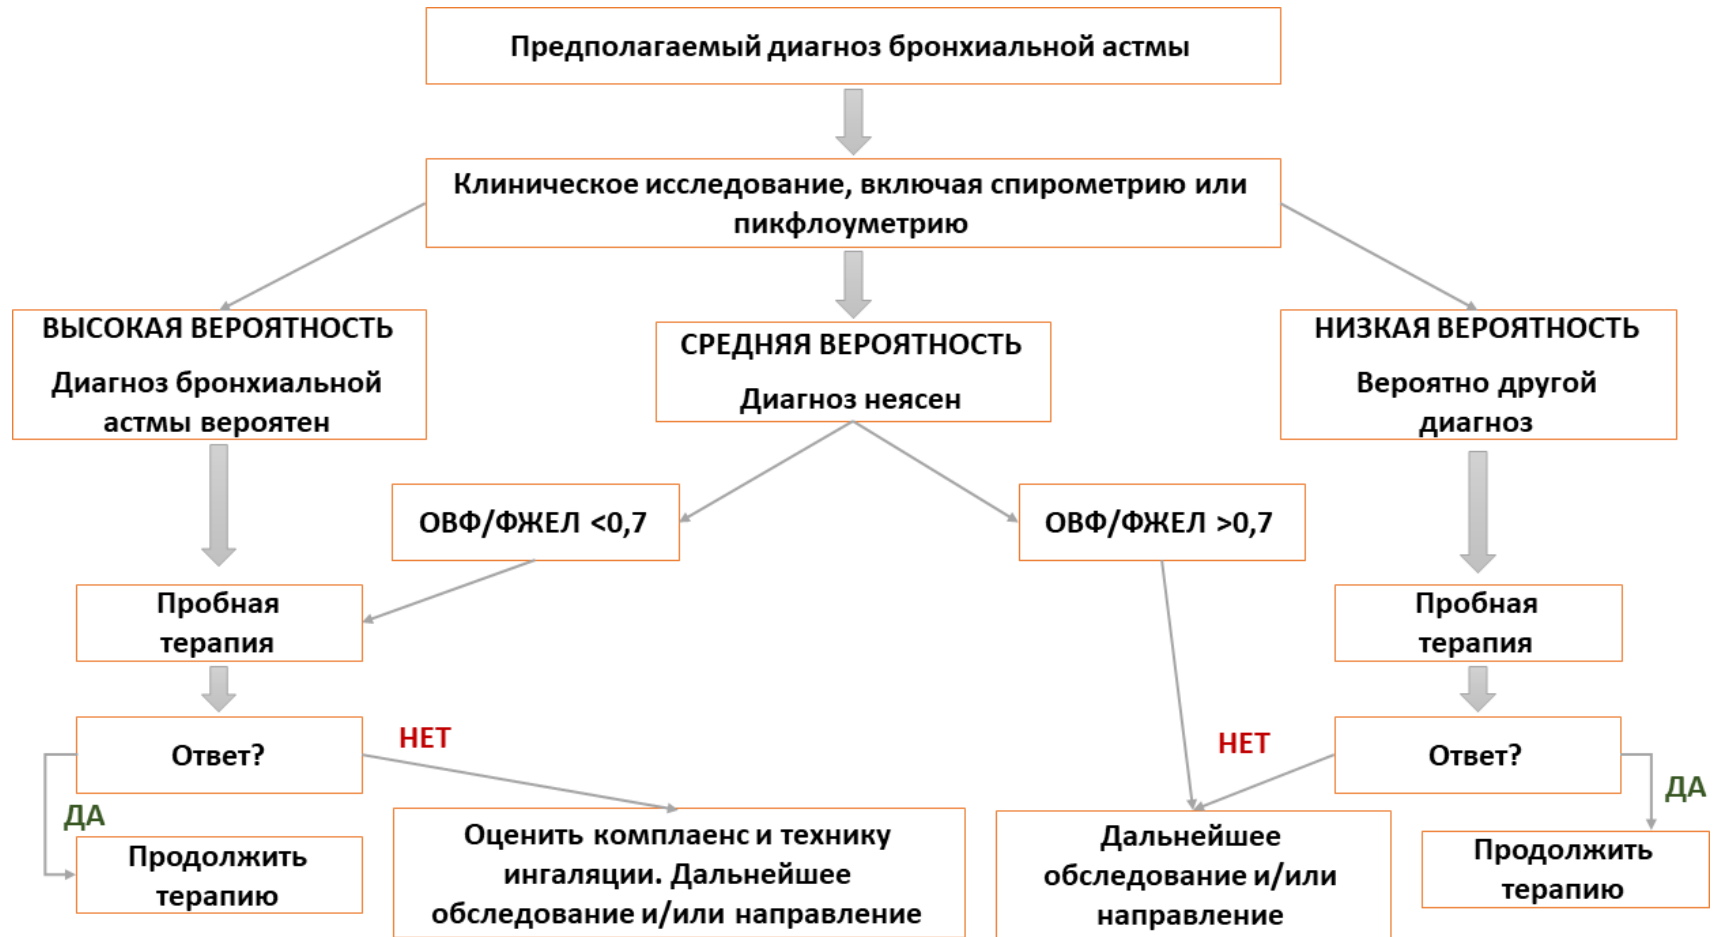 Предполагаемый диагноз бронхиальной астмы
Клиническое исследование, включая спирометрию или
пикфлоуметрию
ВЫСОКАЯ ВЕРОЯТНОСТЬ
Диагноз бронхиальной
астмы вероятен
СРЕДНЯЯ ВЕРОЯТНОСТЬ
Диагноз неясен
НИЗКАЯ ВЕРОЯТНОСТЬ
Вероятно другой
диагноз
ОВФ/ФЖЕЛ <0,7
ОВФ/ФЖЕЛ >0,7
Пробная
терапия
Пробная
терапия
Ответ?
НЕТ
НЕТ
Ответ?
ДА
ДА
Продолжить
терапию
Оценить комплаенс и технику
ингаляции. Дальнейшее
обследование и/или направление
Дальнейшее
обследование и/или
направление
Продолжить
терапию